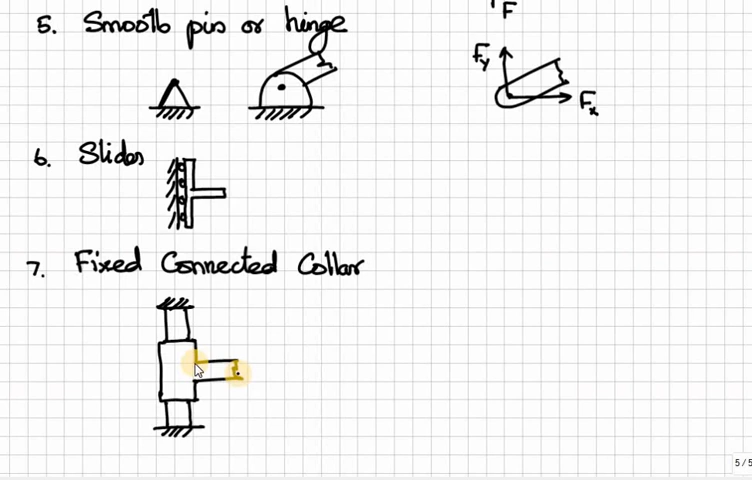 F
5. Smooth pin or hinge
Fy
Fx
6. Slider
7. Fixed Connected Collar
5/5